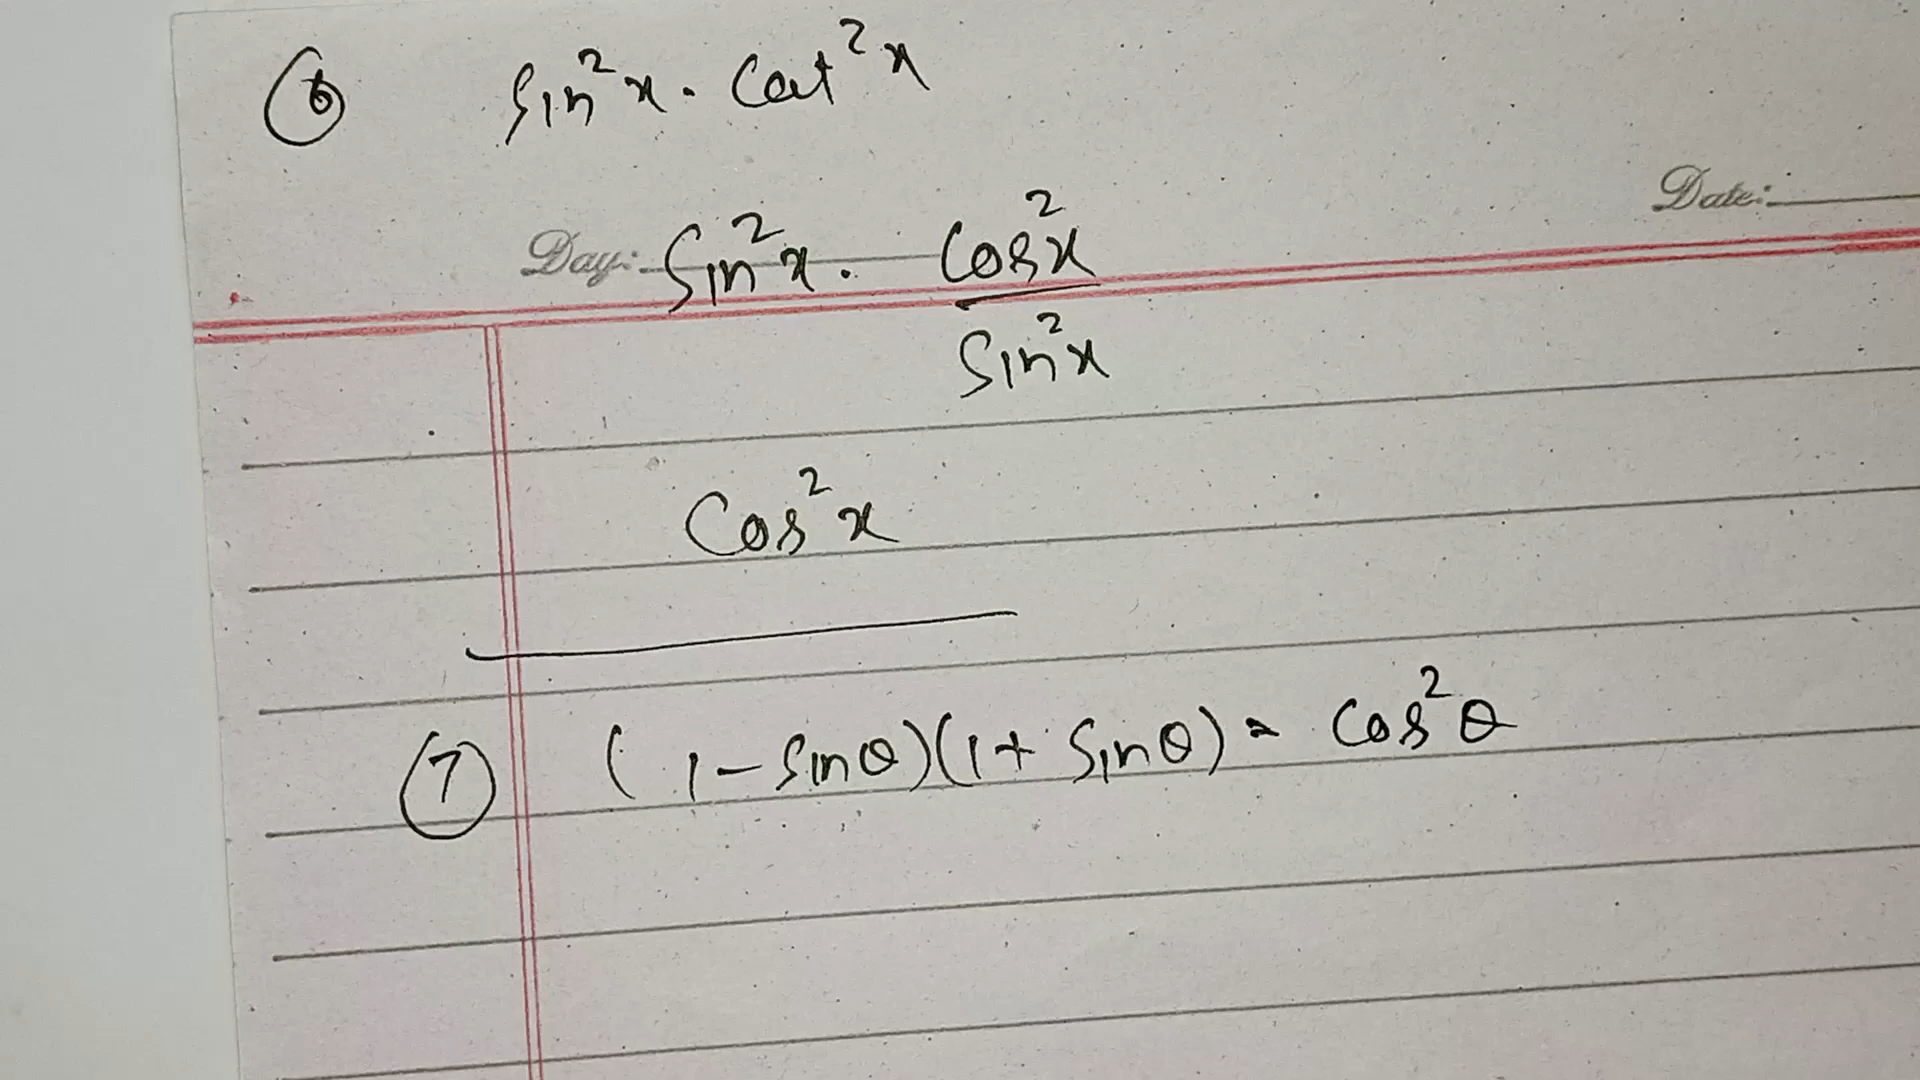 ⑥ Sin²x. Cot²x
Date:
Day: Sin²x. Cos²x
Sin²x
Cos²x
⑦ (1-Sinθ)(1+Sinθ) = Cos²θ